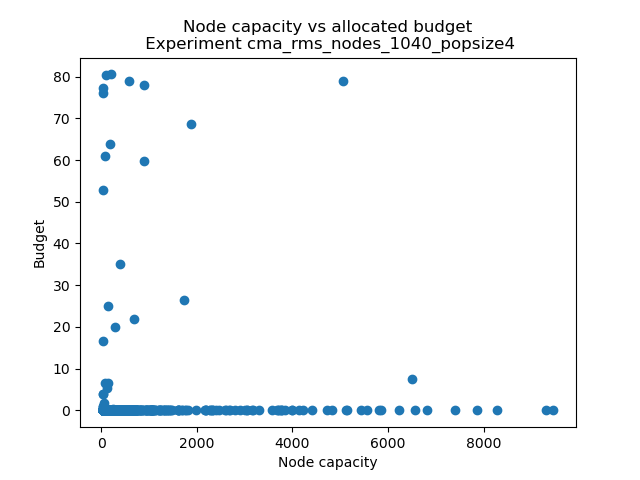 Node capacity vs allocated budget
Experiment cma_rms_nodes_1040_popsize4
80
70
60
50
40
30
20
10
0
Budget
0 2000 4000 6000 8000
Node capacity